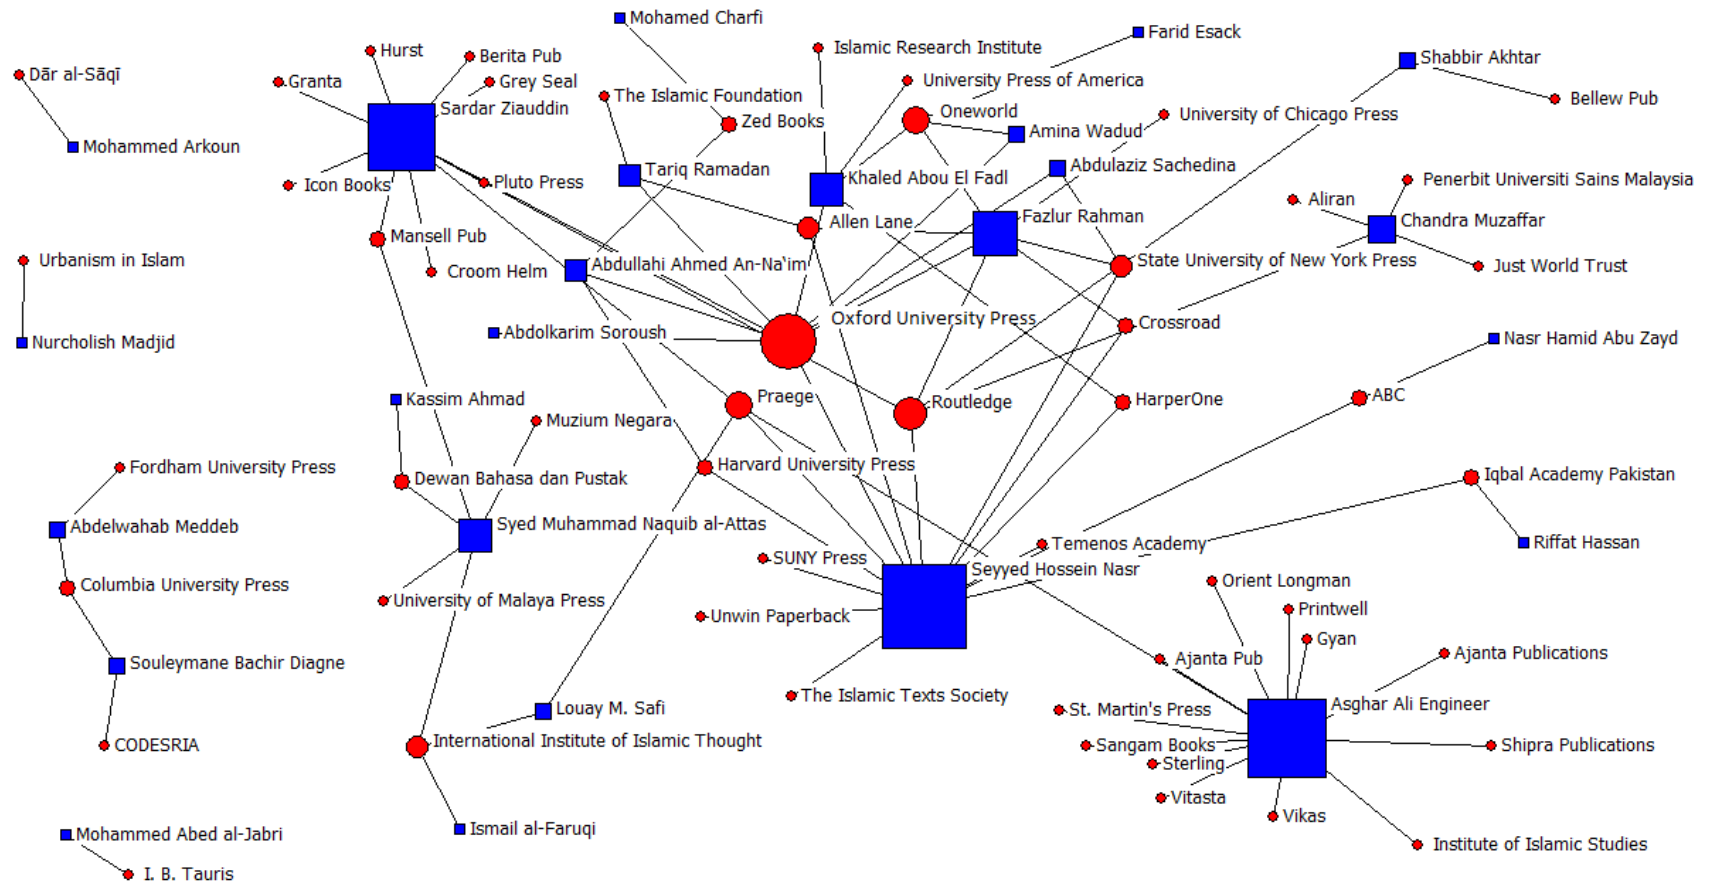 Mohamed Charfi
Farid Esack
Hurst
Islamic Research Institute
Berita Pub
Shabbir Akhtar
Dār al-Sāqī
Granta
Grey Seal
University Press of America
The Islamic Foundation
Bellew Pub
Sardar Ziauddin
Oneworld
University of Chicago Press
Zed Books
Amina Wadud
Mohammed Arkoun
Abdulaziz Sachedina
Tariq Ramadan
Khaled Abou El Fadl
Penerbit Universiti Sains Malaysia
Icon Books
Pluto Press
Aliran
Fazlur Rahman
Allen Lane
Chandra Muzaffar
Mansell Pub
Urbanism in Islam
State University of New York Press
Abdullahi Ahmed An-Na'im
Just World Trust
Croom Helm
Oxford University Press
Crossroad
Abdolkarim Soroush
Nurcholish Madjid
Nasr Hamid Abu Zayd
Praege
ABC
Kassim Ahmad
HarperOne
Routledge
Muzium Negara
Harvard University Press
Fordham University Press
Iqbal Academy Pakistan
Dewan Bahasa dan Pustak
Syed Muhammad Naquib al-Attas
Abdelwahab Meddeb
Temenos Academy
Riffat Hassan
SUNY Press
Seyyed Hossein Nasr
Orient Longman
Columbia University Press
University of Malaya Press
Printwell
Unwin Paperback
Gyan
Ajanta Publications
Ajanta Pub
Souleymane Bachir Diagne
The Islamic Texts Society
Asghar Ali Engineer
Louay M. Safi
St. Martin's Press
International Institute of Islamic Thought
CODESRIA
Sangam Books
Shipra Publications
Sterling
Vitasta
Vikas
Ismail al-Faruqi
Mohammed Abed al-Jabri
Institute of Islamic Studies
I. B. Tauris